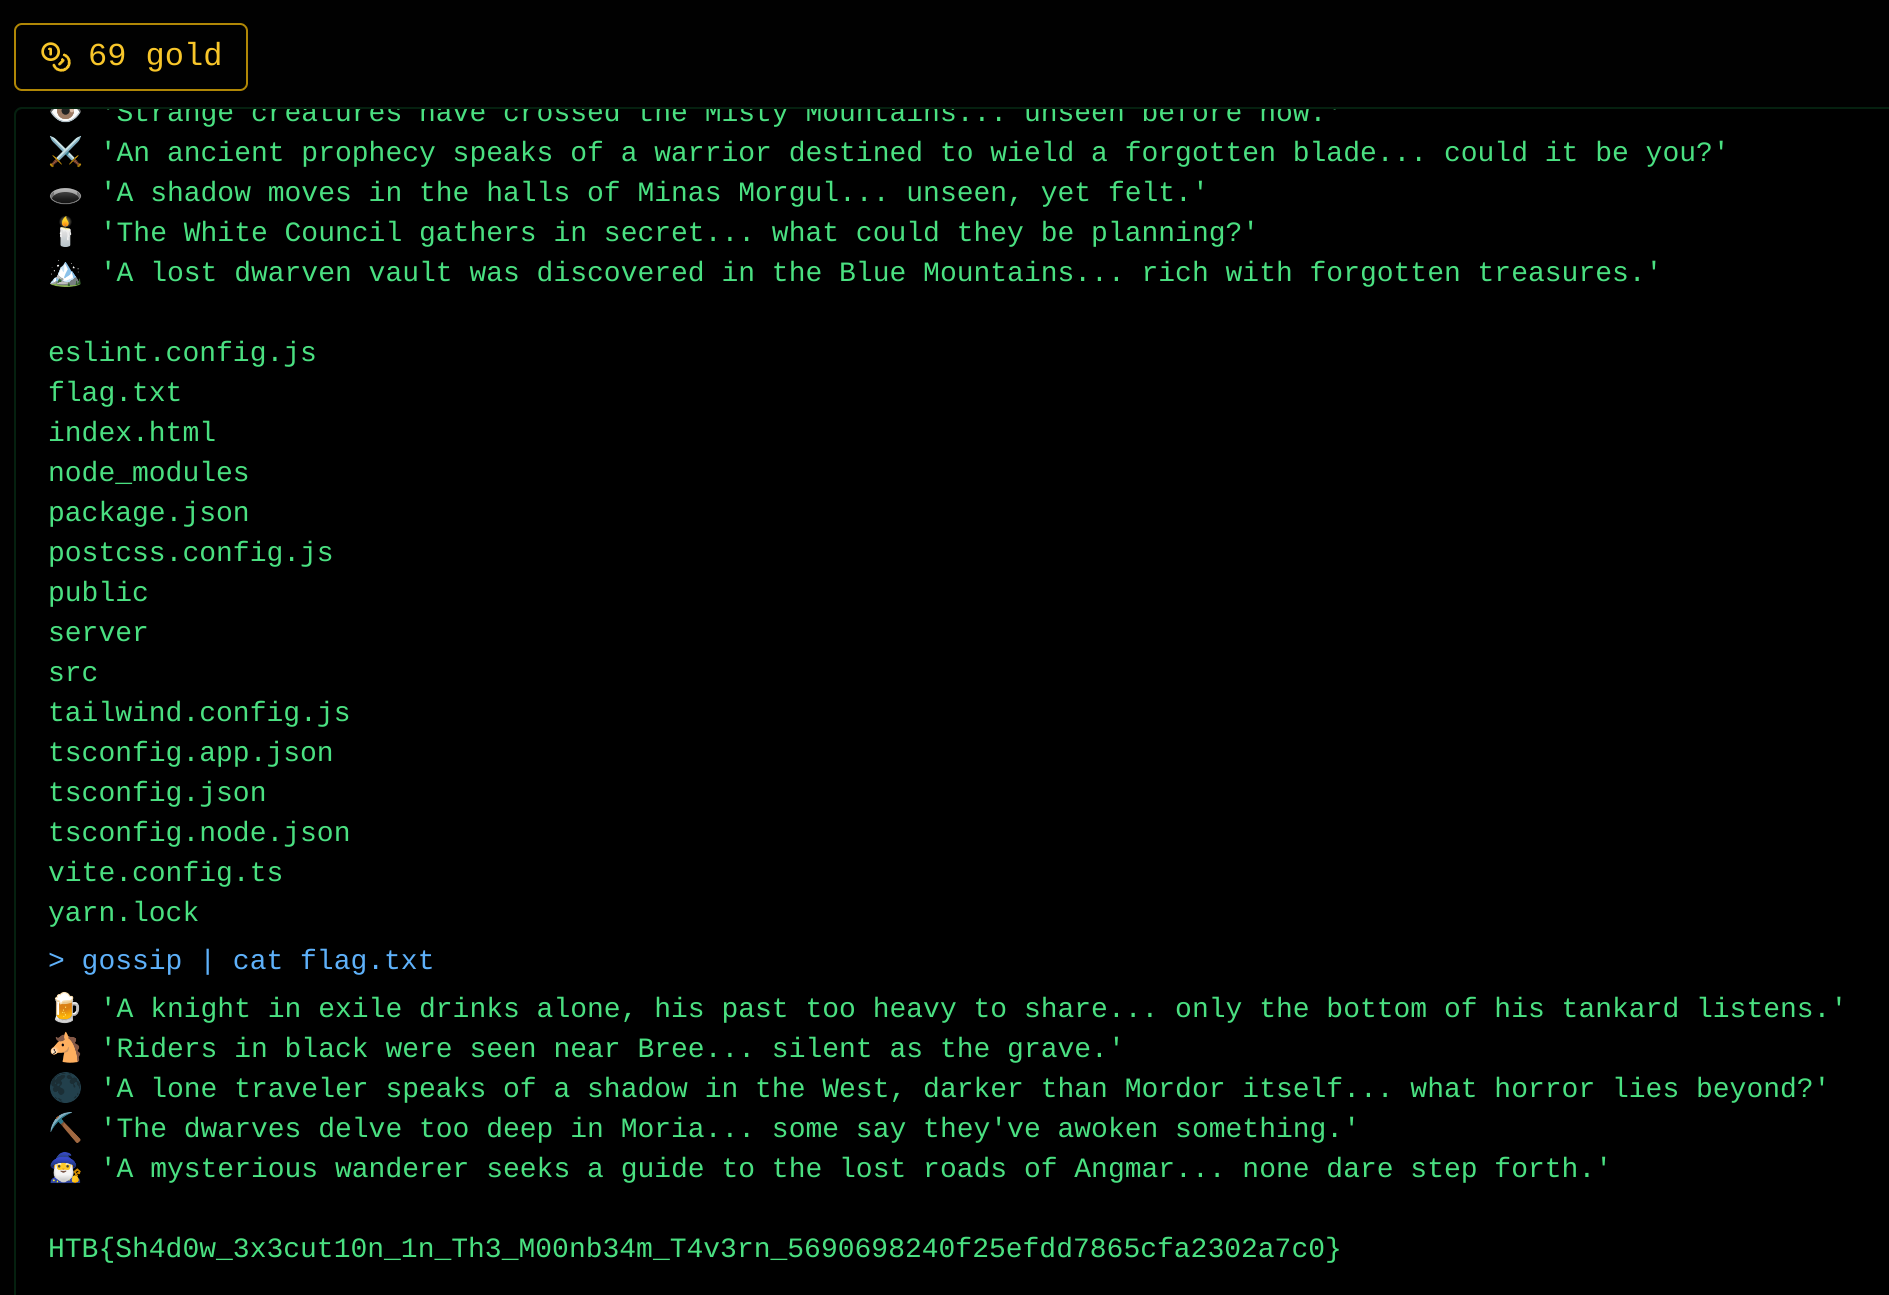 69 gold
'Strange creatures have crossed the Misty Mountains... unseen before now.'
'An ancient prophecy speaks of a warrior destined to wield a forgotten blade... could it be you?'
'A shadow moves in the halls of Minas Morgul... unseen, yet felt.'
'The White Council gathers in secret... what could they be planning?'
'A lost dwarven vault was discovered in the Blue Mountains... rich with forgotten treasures.'
eslint.config.js
flag.txt
index.html
node_modules
package.json
postcss.config.js
public
server
src
tailwind.config.js
tsconfig.app.json
tsconfig.json
tsconfig.node.json
vite.config.ts
yarn.lock
> gossip | cat flag.txt
'A knight in exile drinks alone, his past too heavy to share... only the bottom of his tankard listens.'
'Riders in black were seen near Bree... silent as the grave.'
'A lone traveler speaks of a shadow in the West, darker than Mordor itself... what horror lies beyond?'
'The dwarves delve too deep in Moria... some say they've awoken something.'
'A mysterious wanderer seeks a guide to the lost roads of Angmar... none dare step forth.'
HTB{Sh4d0w_3x3cut10n_1n_Th3_M00nb34m_T4v3rn_5690698240f25efdd7865cfa2302a7c0}